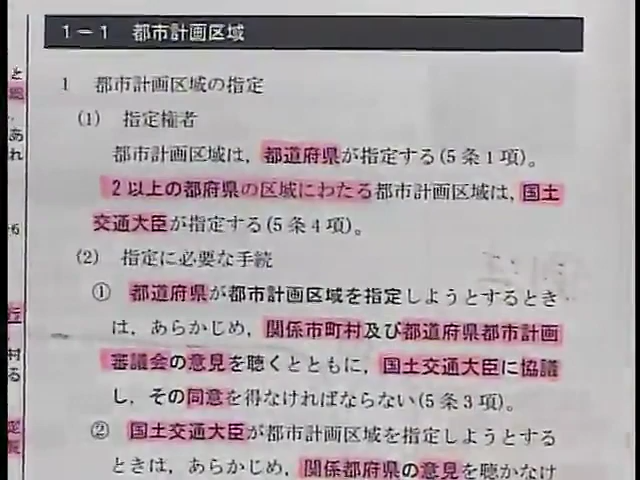 1－1 都市計画区域
1 都市計画区域の指定
(1) 指定権者
都市計画区域は，都道府県が指定する(5条1項)。
2以上の都府県の区域にわたる都市計画区域は，国土
交通大臣が指定する(5条4項)。
(2) 指定に必要な手続
① 都道府県が都市計画区域を指定しようとするとき
は，あらかじめ，関係市町村及び都道府県都市計画
審議会の意見を聴くとともに，国土交通大臣に協議
し，その同意を得なければならない(5条3項)。
② 国土交通大臣が都市計画区域を指定しようとする
ときは，あらかじめ，関係都府県の意見を聴かなけ
と
あ
れ
6
行
村
る